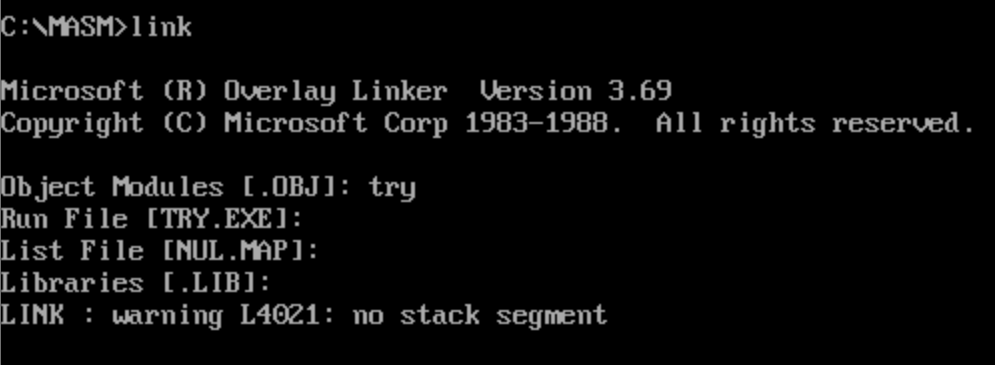 C:\MASM>link
Microsoft (R) Overlay Linker  Version 3.69
Copyright (C) Microsoft Corp 1983-1988.  All rights reserved.
Object Modules [.OBJ]: try
Run File [TRY.EXE]:
List File [NUL.MAP]:
Libraries [.LIB]:
LINK : warning L4021: no stack segment